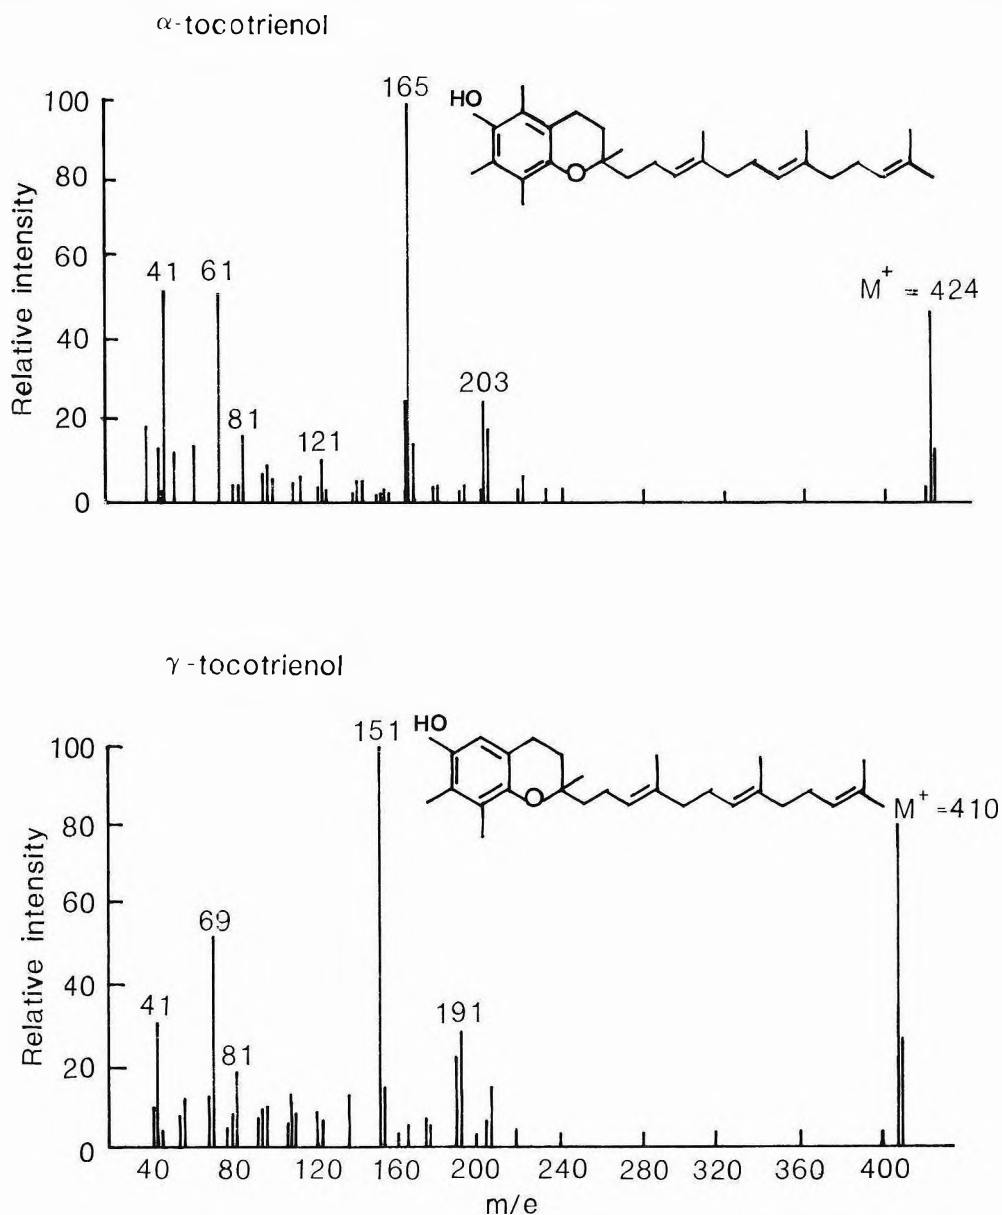 α-tocotrienol
165
HO
O
M⁺ = 424
100
80
60
40
20
0
Relative intensity
41
61
81
121
203
γ-tocotrienol
151
HO
O
M⁺ =410
100
80
60
40
20
0
Relative intensity
41
69
81
191
40 80 120 160 200 240 280 320 360 400
m/e